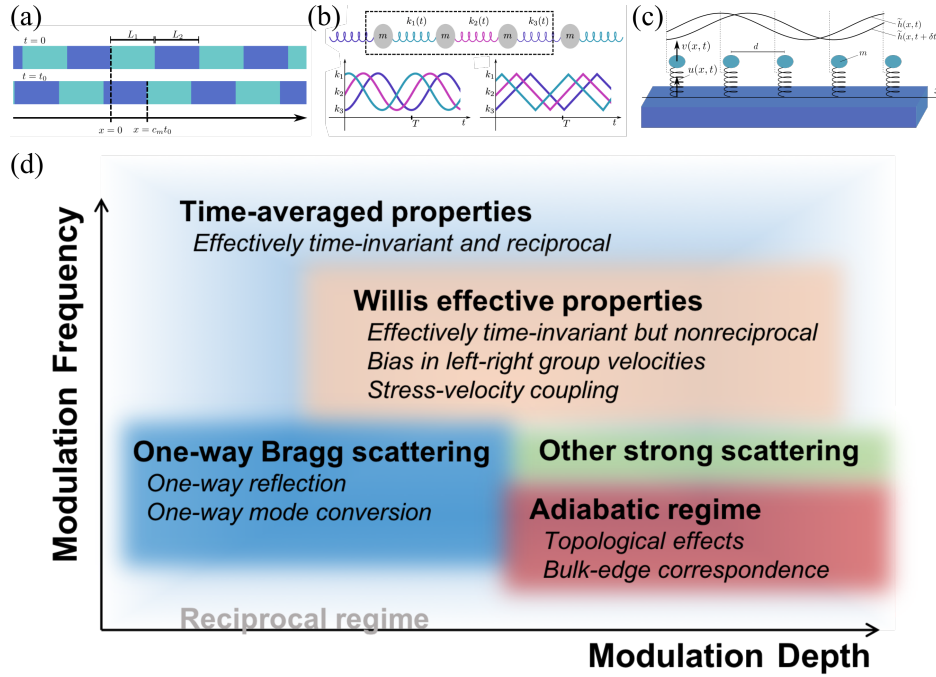 (a)
L₁
L₂
t = 0
t = t₀
x = 0
x = cₘt₀
(b)
k₁(t)
k₂(t)
k₃(t)
m
m
m
k₁
k₂
k₃
T
t
k₁
k₂
k₃
T
t
(c)
h̃(x, t)
h̃(x, t + δt
v(x, t)
u(x, t)
d
m
(d)
Modulation Frequency
Time-averaged properties
Effectively time-invariant and reciprocal
Willis effective properties
Effectively time-invariant but nonreciprocal
Bias in left-right group velocities
Stress-velocity coupling
One-way Bragg scattering
One-way reflection
One-way mode conversion
Other strong scattering
Adiabatic regime
Topological effects
Bulk-edge correspondence
Reciprocal regime
Modulation Depth